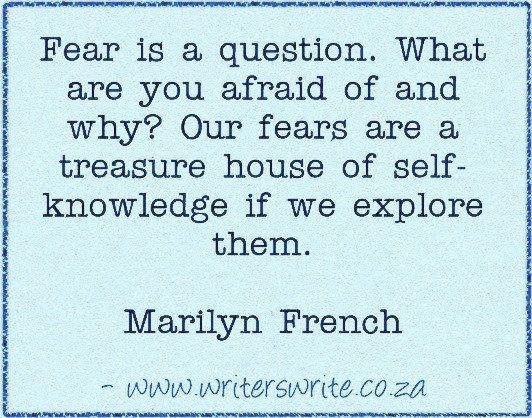 Fear is a question. What
are you afraid of and
why? Our fears are a
treasure house of self-
knowledge if we explore
them.
Marilyn French
- www.writerswrite.co.za